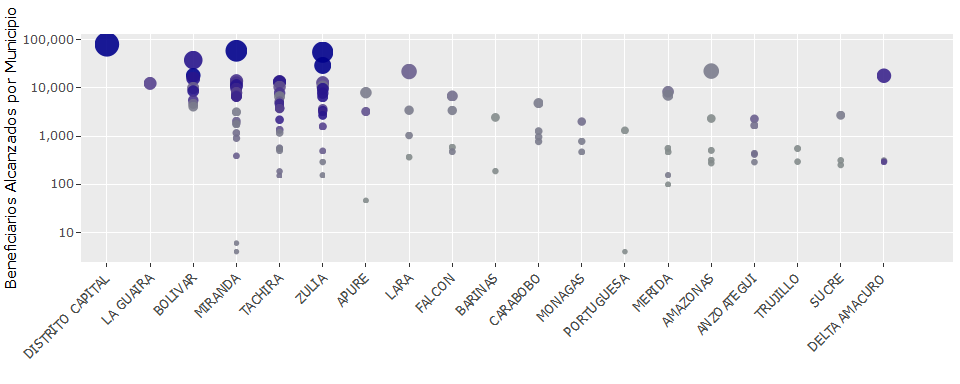 Beneficiarios Alcanzados por Municipio
100,000
10,000
1,000
100
10
DISTRITO CAPITAL
LA GUAIRA
BOLIVAR
MIRANDA
TACHIRA
ZULIA
APURE
LARA
FALCON
BARINAS
CARABOBO
MONAGAS
PORTUGUESA
MERIDA
AMAZONAS
ANZOATEGUI
TRUJILLO
SUCRE
DELTA AMACURO